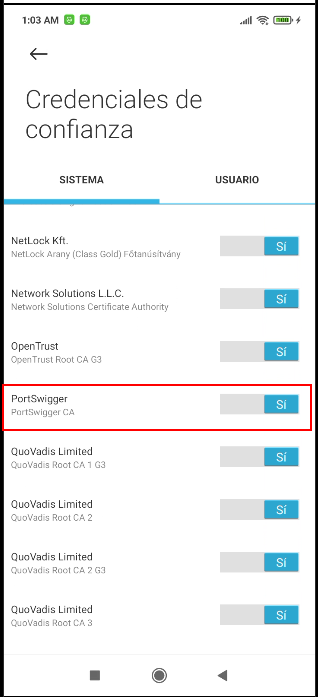 1:03 AM
Credenciales de
confianza
SISTEMA
USUARIO
NetLock Kft.
NetLock Arany (Class Gold) Főtanúsítvány
Sí
Network Solutions L.L.C.
Network Solutions Certificate Authority
Sí
OpenTrust
OpenTrust Root CA G3
Sí
PortSwigger
PortSwigger CA
Sí
QuoVadis Limited
QuoVadis Root CA 1 G3
Sí
QuoVadis Limited
QuoVadis Root CA 2
Sí
QuoVadis Limited
QuoVadis Root CA 2 G3
Sí
QuoVadis Limited
QuoVadis Root CA 3
Sí